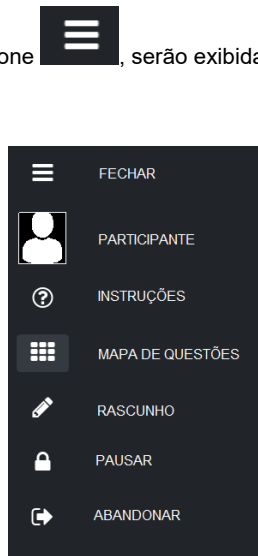 one , serão exibida
FECHAR
PARTICIPANTE
INSTRUÇÕES
MAPA DE QUESTÕES
RASCUNHO
PAUSAR
ABANDONAR